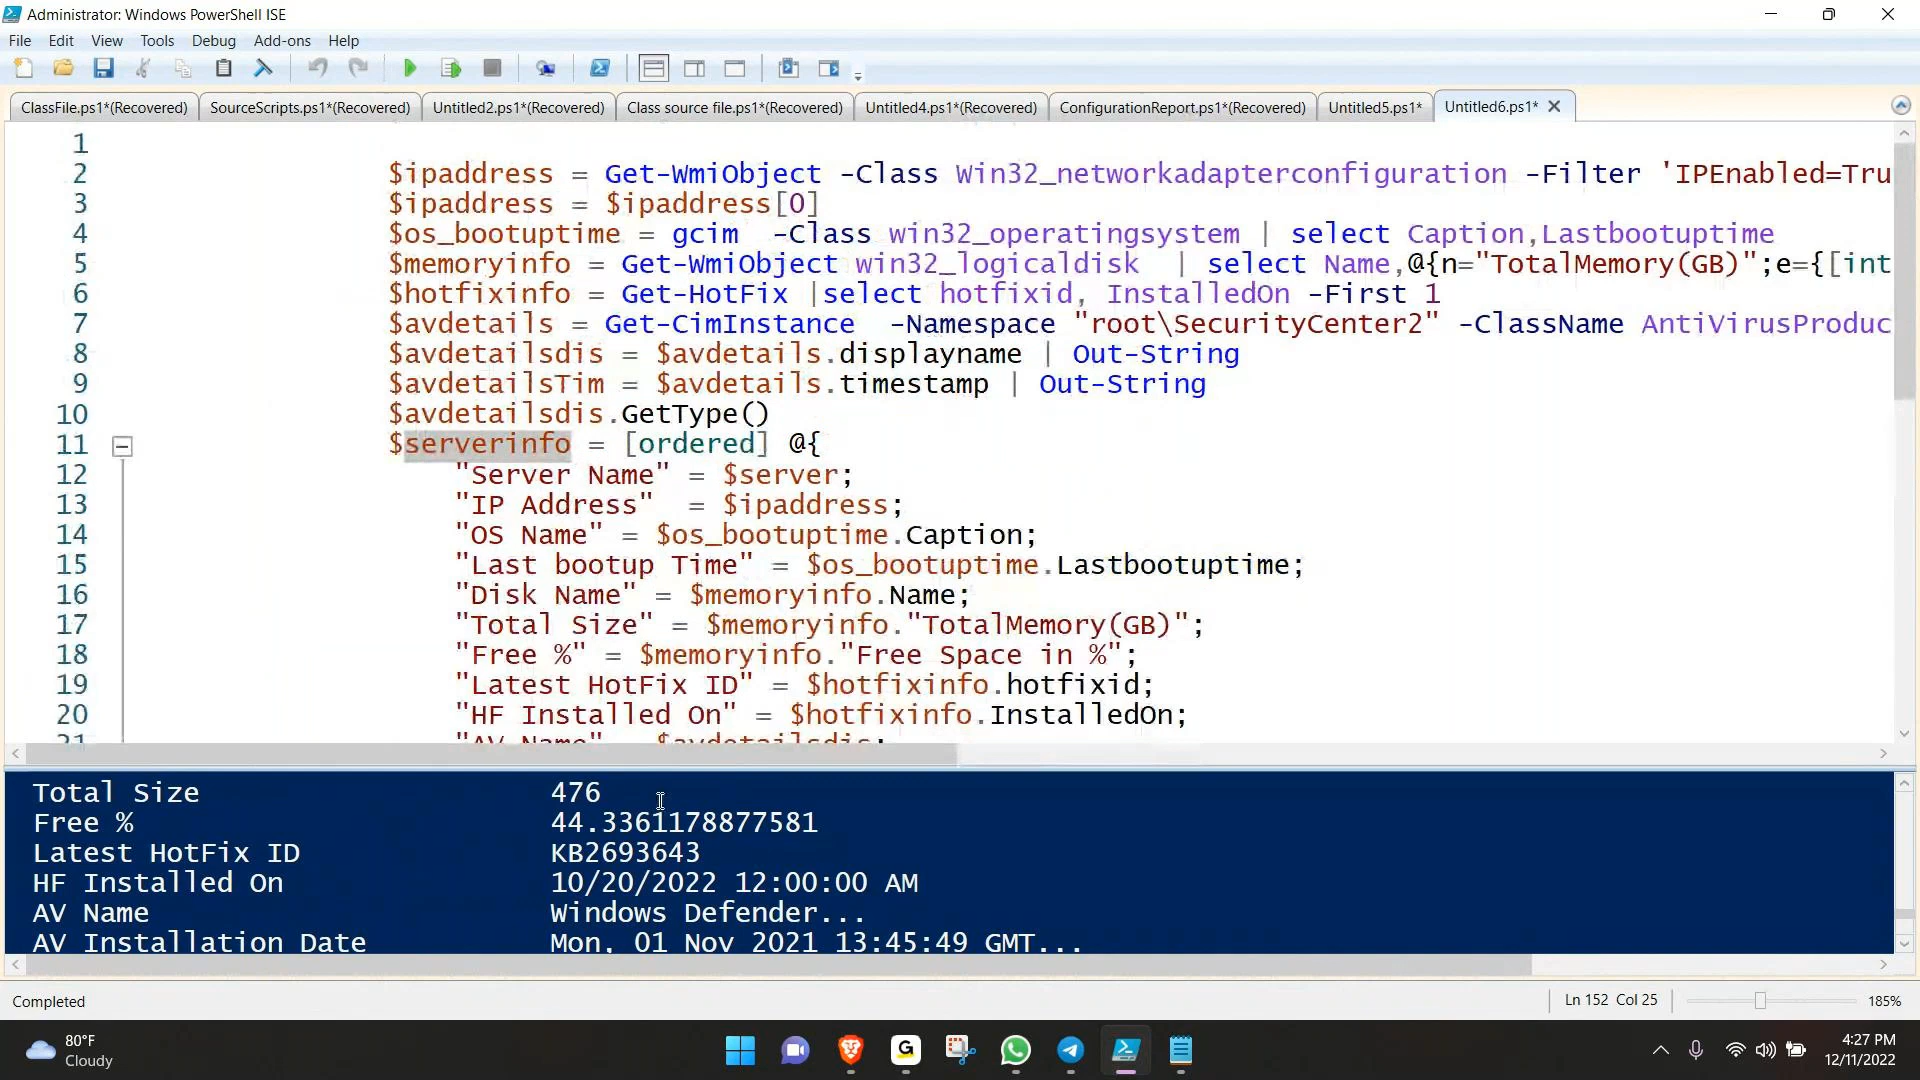 Administrator: Windows PowerShell ISE
File Edit View Tools Debug Add-ons Help
ClassFile.ps1*(Recovered) SourceScripts.ps1*(Recovered) Untitled2.ps1*(Recovered) Class source file.ps1*(Recovered) Untitled4.ps1*(Recovered) ConfigurationReport.ps1*(Recovered) Untitled5.ps1* Untitled6.ps1*
1
2 $ipaddress = Get-WmiObject -Class Win32_networkadapterconfiguration -Filter 'IPEnabled=Tru
3 $ipaddress = $ipaddress[0]
4 $os_bootuptime = gcim -Class win32_operatingsystem | select Caption,Lastbootuptime
5 $memoryinfo = Get-WmiObject win32_logicaldisk | select Name,@{n="TotalMemory(GB)";e={[int
6 $hotfixinfo = Get-HotFix |select hotfixid, InstalledOn -First 1
7 $avdetails = Get-CimInstance -Namespace "root\SecurityCenter2" -ClassName AntiVirusProduc
8 $avdetailsdis = $avdetails.displayname | Out-String
9 $avdetailsTim = $avdetails.timestamp | Out-String
10 $avdetailsdis.GetType()
11 $serverinfo = [ordered] @{
12 "Server Name" = $server;
13 "IP Address" = $ipaddress;
14 "OS Name" = $os_bootuptime.Caption;
15 "Last bootup Time" = $os_bootuptime.Lastbootuptime;
16 "Disk Name" = $memoryinfo.Name;
17 "Total Size" = $memoryinfo."TotalMemory(GB)";
18 "Free %" = $memoryinfo."Free Space in %";
19 "Latest HotFix ID" = $hotfixinfo.hotfixid;
20 "HF Installed On" = $hotfixinfo.InstalledOn;
21 "AV Name" = $avdetailsdis;
Total Size 476
Free % 44.3361178877581
Latest HotFix ID KB2693643
HF Installed On 10/20/2022 12:00:00 AM
AV Name Windows Defender...
AV Installation Date Mon, 01 Nov 2021 13:45:49 GMT...
Completed Ln 152 Col 25 185%
80°F
Cloudy
4:27 PM
12/11/2022